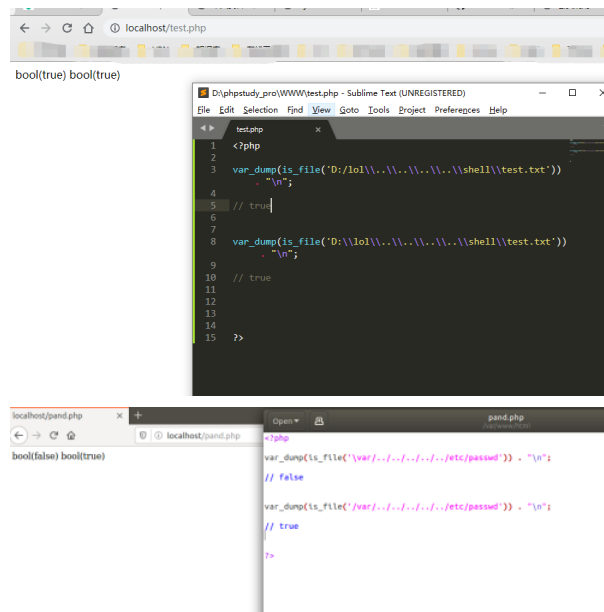 localhost/test.php
bool(true) bool(true)
D:\phpstudy_pro\WWW\test.php - Sublime Text (UNREGISTERED)
File Edit Selection Find View Goto Tools Project Preferences Help
test.php
1 <?php
2
3 var_dump(is_file('D:/lol\\..\\..\\..\\..\\shell\\test.txt'))
. "\n";
4
5 // true
6
7
8 var_dump(is_file('D:\\lol\\..\\..\\..\\..\\shell\\test.txt'))
. "\n";
9
10 // true
11
12
13
14
15 ?>
localhost/pand.php
localhost/pand.php
bool(false) bool(true)
Open
pand.php
/var/www/html
<?php
var_dump(is_file('\var/../../../../../etc/passwd')) . "\n";
// false
var_dump(is_file('/var/../../../../../etc/passwd')) . "\n";
// true
?>